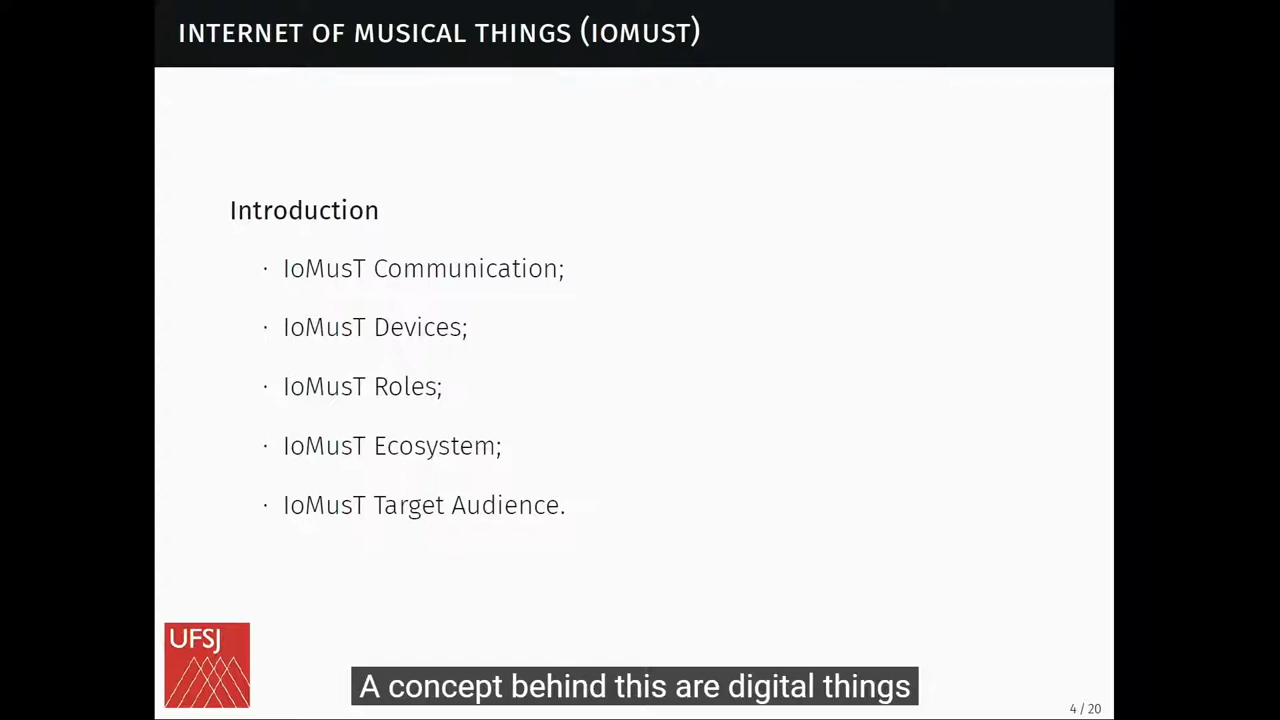 INTERNET OF MUSICAL THINGS (IOMUST)
Introduction
· IoMusT Communication;
· IoMusT Devices;
· IoMusT Roles;
· IoMusT Ecosystem;
· IoMusT Target Audience.
UFSJ
A concept behind this are digital things
4 / 20